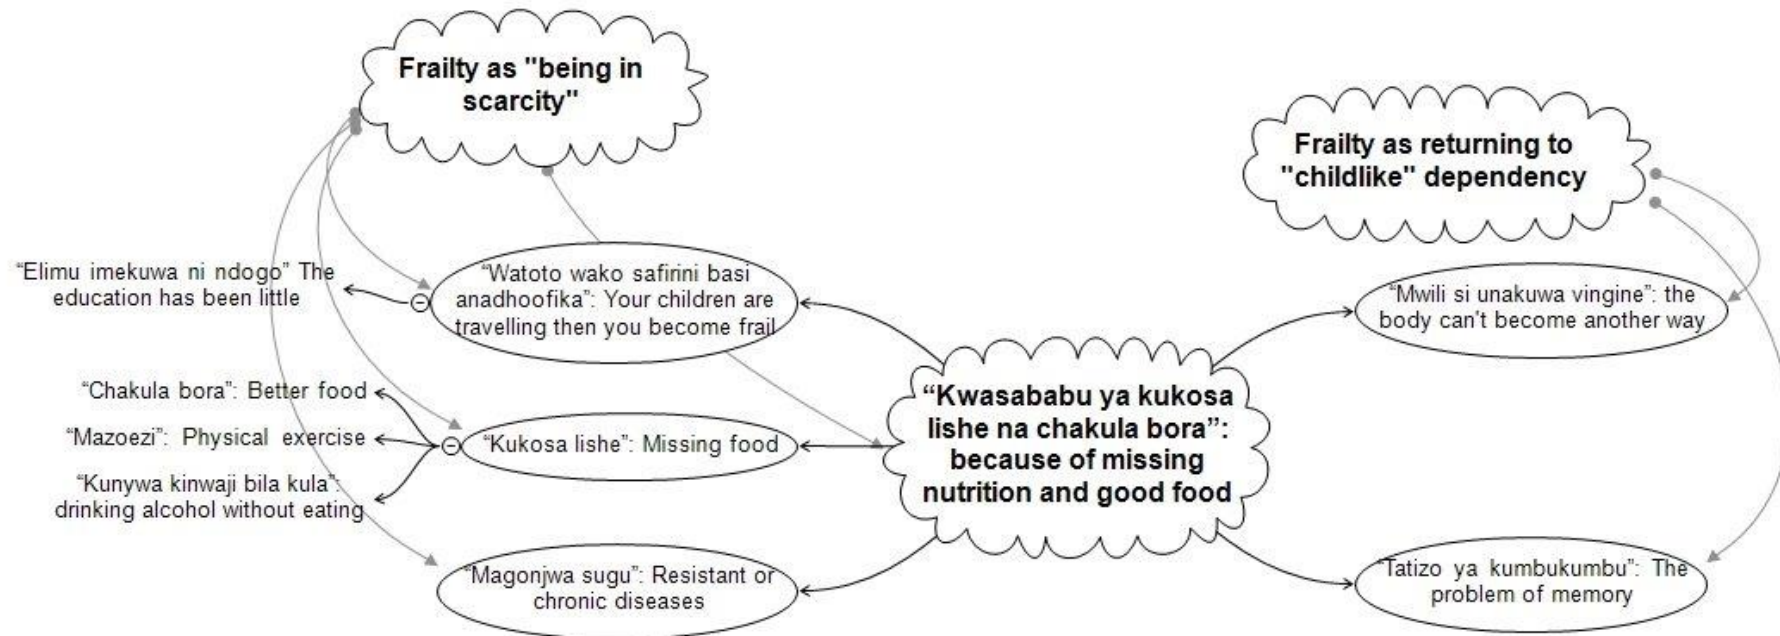 Frailty as "being in
scarcity"
Frailty as returning to
"childlike" dependency
“Elimu imekuwa ni ndogo” The
education has been little
“Watoto wako safirini basi
anadhoofika”: Your children are
travelling then you become frail
“Mwili si unakuwa vingine”: the
body can't become another way
“Chakula bora”: Better food
“Mazoezi”: Physical exercise
“Kunywa kinwaji bila kula”:
drinking alcohol without eating
“Kukosa lishe”: Missing food
“Kwasababu ya kukosa
lishe na chakula bora”:
because of missing
nutrition and good food
“Magonjwa sugu”: Resistant or
chronic diseases
“Tatizo ya kumbukumbu”: The
problem of memory